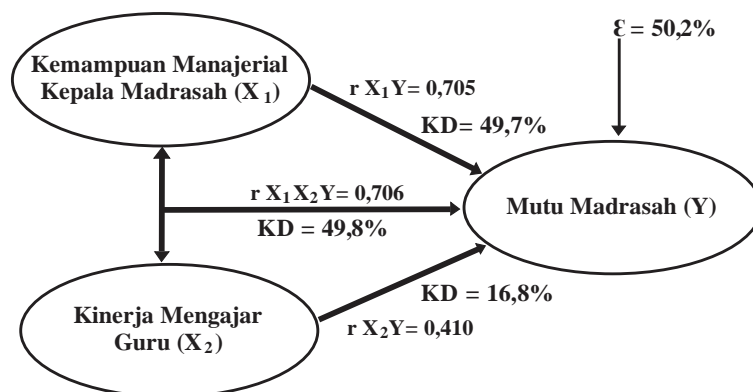 Ɛ = 50,2%
Kemampuan Manajerial
Kepala Madrasah (X₁)
r X₁Y= 0,705
KD= 49,7%
r X₁X₂Y= 0,706
KD = 49,8%
Mutu Madrasah (Y)
KD = 16,8%
r X₂Y= 0,410
Kinerja Mengajar
Guru (X₂)